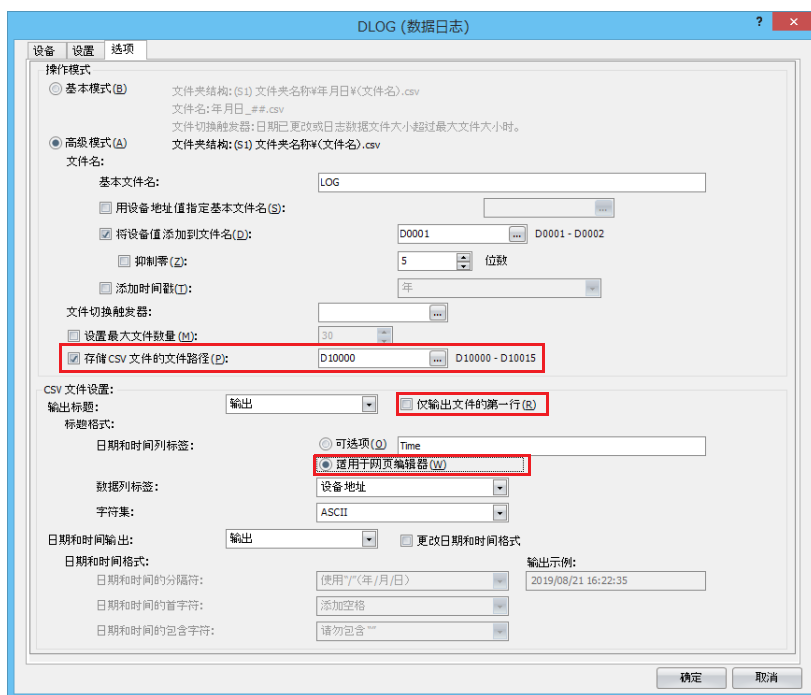 DLOG (数据日志)
? ×
设备 设置 选项
操作模式
基本模式(B) 文件夹结构:(S1) 文件夹名称¥年月日¥(文件名).csv
文件名:年月日_##.csv
文件切换触发器:日期已更改或日志数据文件大小超过最大文件大小时。
高级模式(A) 文件夹结构:(S1) 文件夹名称¥(文件名).csv
文件名:
基本文件名: LOG
用设备地址值指定基本文件名(S): ...
将设备值添加到文件名(D): D0001 ... D0001 - D0002
抑制零(Z): 5 位数
添加时间戳(T): 年
文件切换触发器: ...
设置最大文件数量(M): 30
存储CSV 文件的文件路径(P): D10000 ... D10000 - D10015
CSV 文件设置:
输出标题: 输出 仅输出文件的第一行(R)
标题格式:
日期和时间列标签: 可选项(O) Time
适用于网页编辑器(W)
数据列标签: 设备地址
字符集: ASCII
日期和时间输出: 输出 更改日期和时间格式
日期和时间格式: 输出示例:
日期和时间的分隔符: 使用"/"(年/月/日) 2019/08/21 16:22:35
日期和时间的首字符: 添加空格
日期和时间的包含字符: 请勿包含 ""
确定 取消